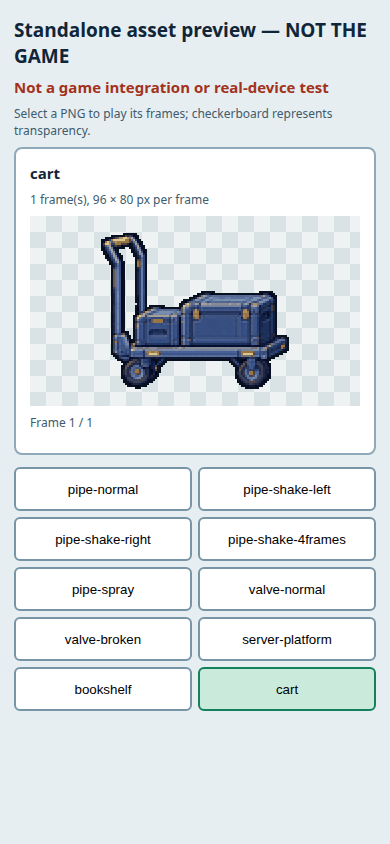 Standalone asset preview — NOT THE
GAME
Not a game integration or real-device test
Select a PNG to play its frames; checkerboard represents
transparency.
cart
1 frame(s), 96 × 80 px per frame
Frame 1 / 1
pipe-normal
pipe-shake-left
pipe-shake-right
pipe-shake-4frames
pipe-spray
valve-normal
valve-broken
server-platform
bookshelf
cart